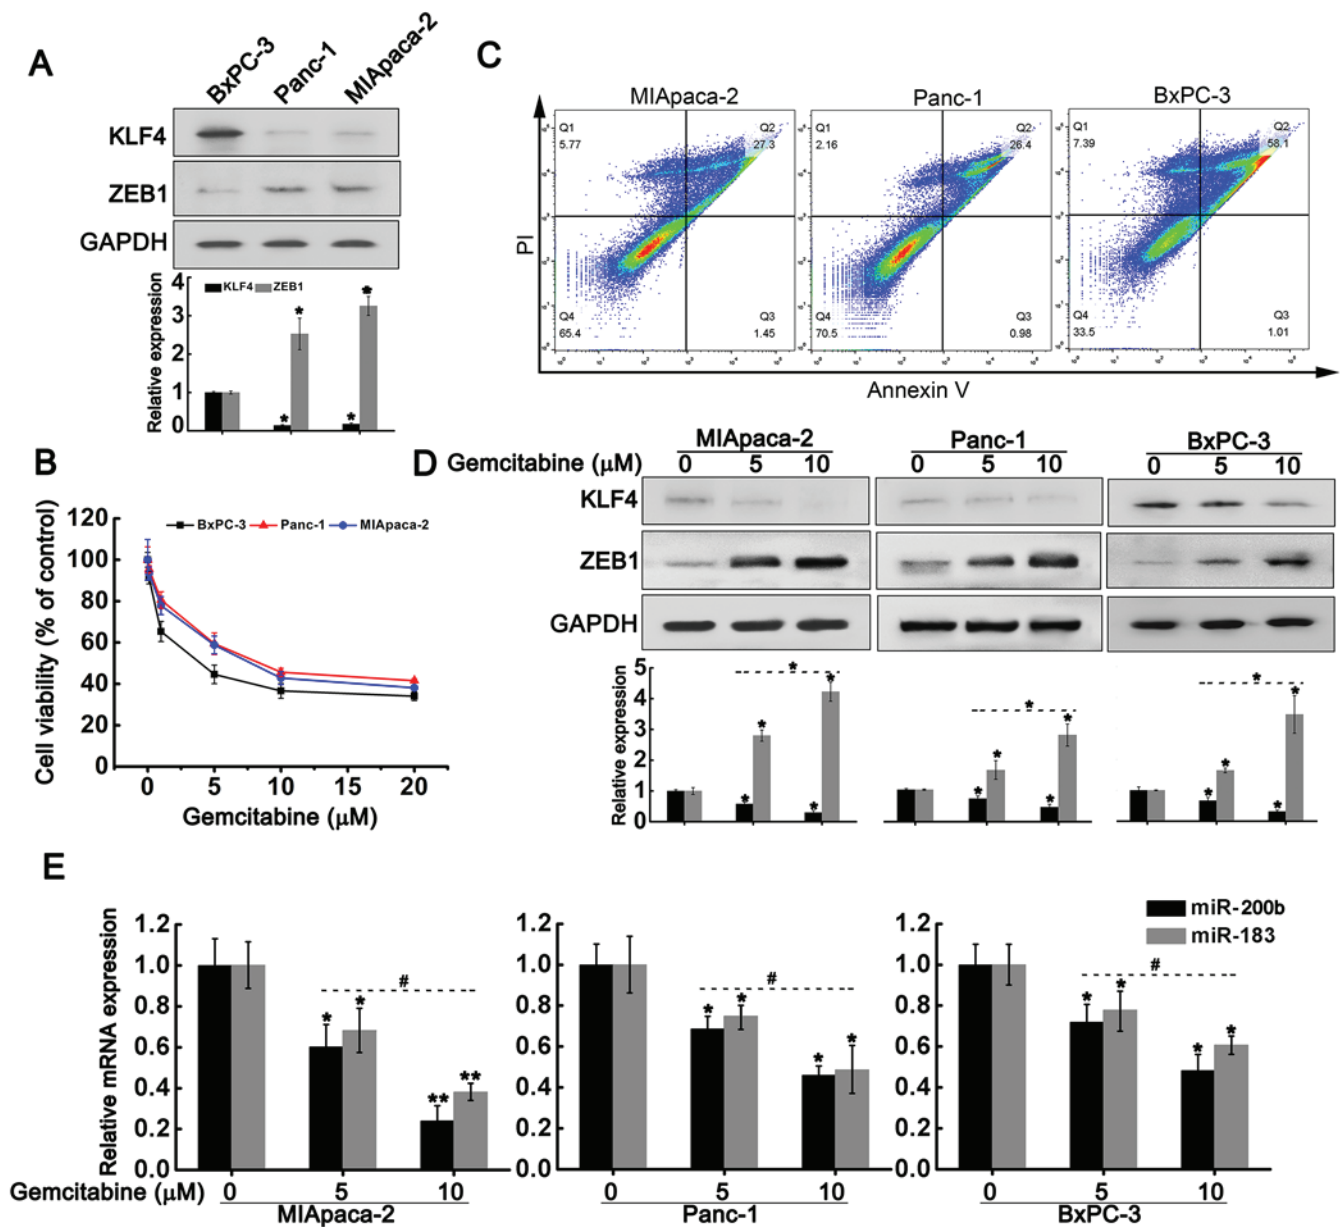 A
BxPC-3
Panc-1
MIApaca-2
KLF4
ZEB1
GAPDH
Relative expression
4
3
2
1
0
KLF4 ZEB1
* * * *
B
Cell viability (% of control)
120
100
80
60
40
20
0
BxPC-3 Panc-1 MIApaca-2
0 5 10 15 20
Gemcitabine (μM)
C
MIApaca-2 Panc-1 BxPC-3
PI
Q1
5.77
Q2
27.3
Q4
65.4
Q3
1.45
Q1
2.16
Q2
26.4
Q4
70.5
Q3
0.98
Q1
7.39
Q2
58.1
Q4
33.5
Q3
1.01
Annexin V
D
MIApaca-2 Panc-1 BxPC-3
Gemcitabine (μM) 0 5 10 0 5 10 0 5 10
KLF4
ZEB1
GAPDH
Relative expression
5
4
3
2
1
0
* * * * *
* * * * *
* * * * *
E
miR-200b
miR-183
Relative mRNA expression
1.2
1.0
0.8
0.6
0.4
0.2
0.0
#
* *
** **
1.2
1.0
0.8
0.6
0.4
0.2
0.0
#
* *
* *
1.2
1.0
0.8
0.6
0.4
0.2
0.0
#
* *
* *
Gemcitabine (μM) 0 5 10 0 5 10 0 5 10
MIApaca-2 Panc-1 BxPC-3